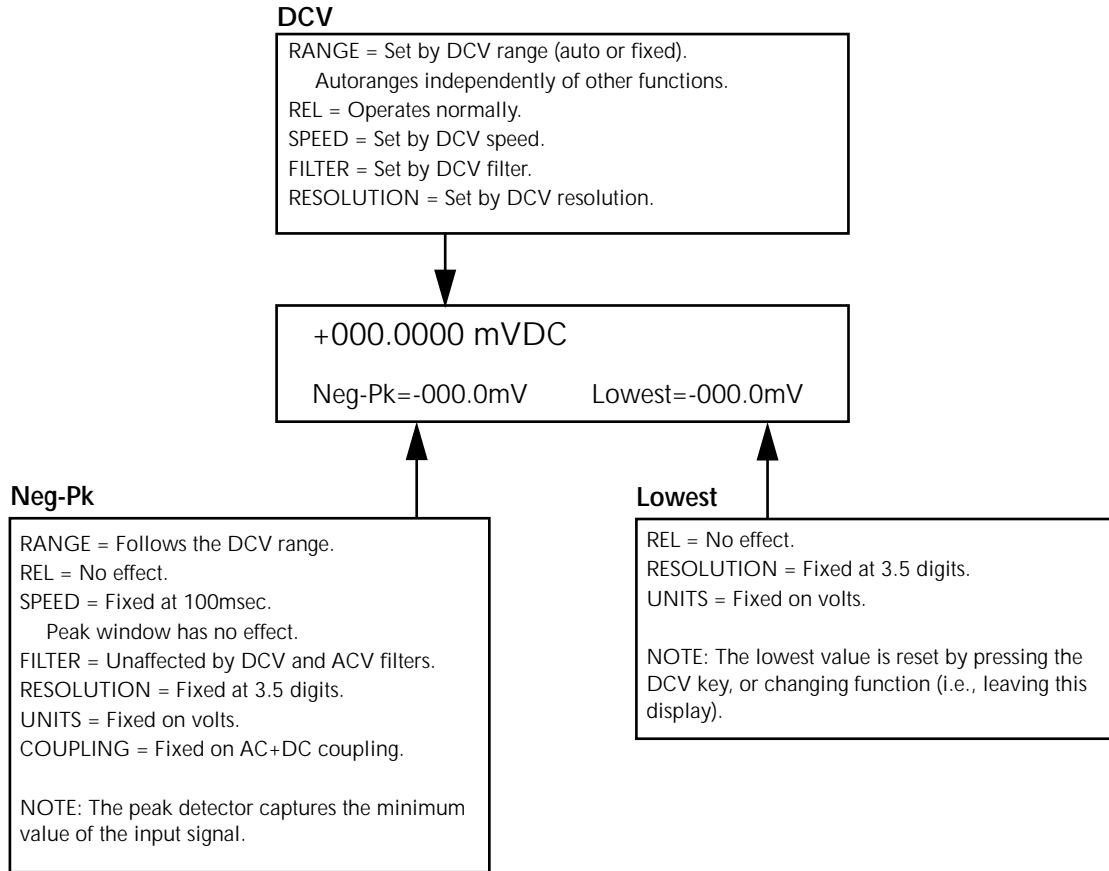 DCV
RANGE = Set by DCV range (auto or fixed).
Autoranges independently of other functions.
REL = Operates normally.
SPEED = Set by DCV speed.
FILTER = Set by DCV filter.
RESOLUTION = Set by DCV resolution.
+000.0000 mVDC
Neg-Pk=-000.0mV Lowest=-000.0mV
Neg-Pk
RANGE = Follows the DCV range.
REL = No effect.
SPEED = Fixed at 100msec.
Peak window has no effect.
FILTER = Unaffected by DCV and ACV filters.
RESOLUTION = Fixed at 3.5 digits.
UNITS = Fixed on volts.
COUPLING = Fixed on AC+DC coupling.
NOTE: The peak detector captures the minimum
value of the input signal.
Lowest
REL = No effect.
RESOLUTION = Fixed at 3.5 digits.
UNITS = Fixed on volts.
NOTE: The lowest value is reset by pressing the
DCV key, or changing function (i.e., leaving this
display).